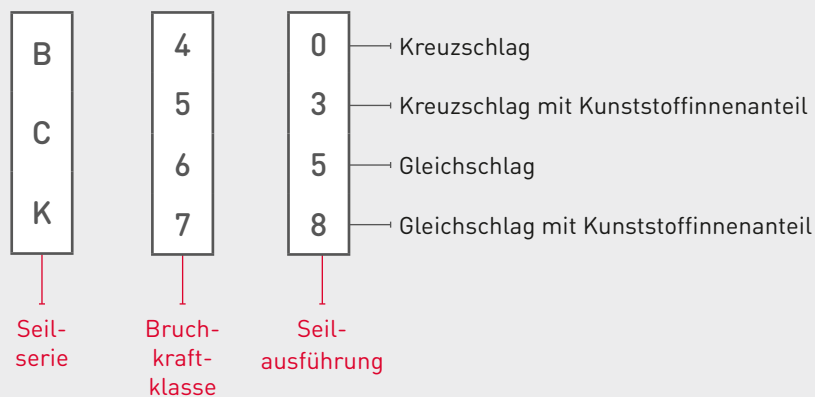 B
C
K
4
5
6
7
0
3
5
8
Kreuzschlag
Kreuzschlag mit Kunststoffinnenanteil
Gleichschlag
Gleichschlag mit Kunststoffinnenanteil
Seil-
serie
Bruch-
kraft-
klasse
Seil-
ausführung